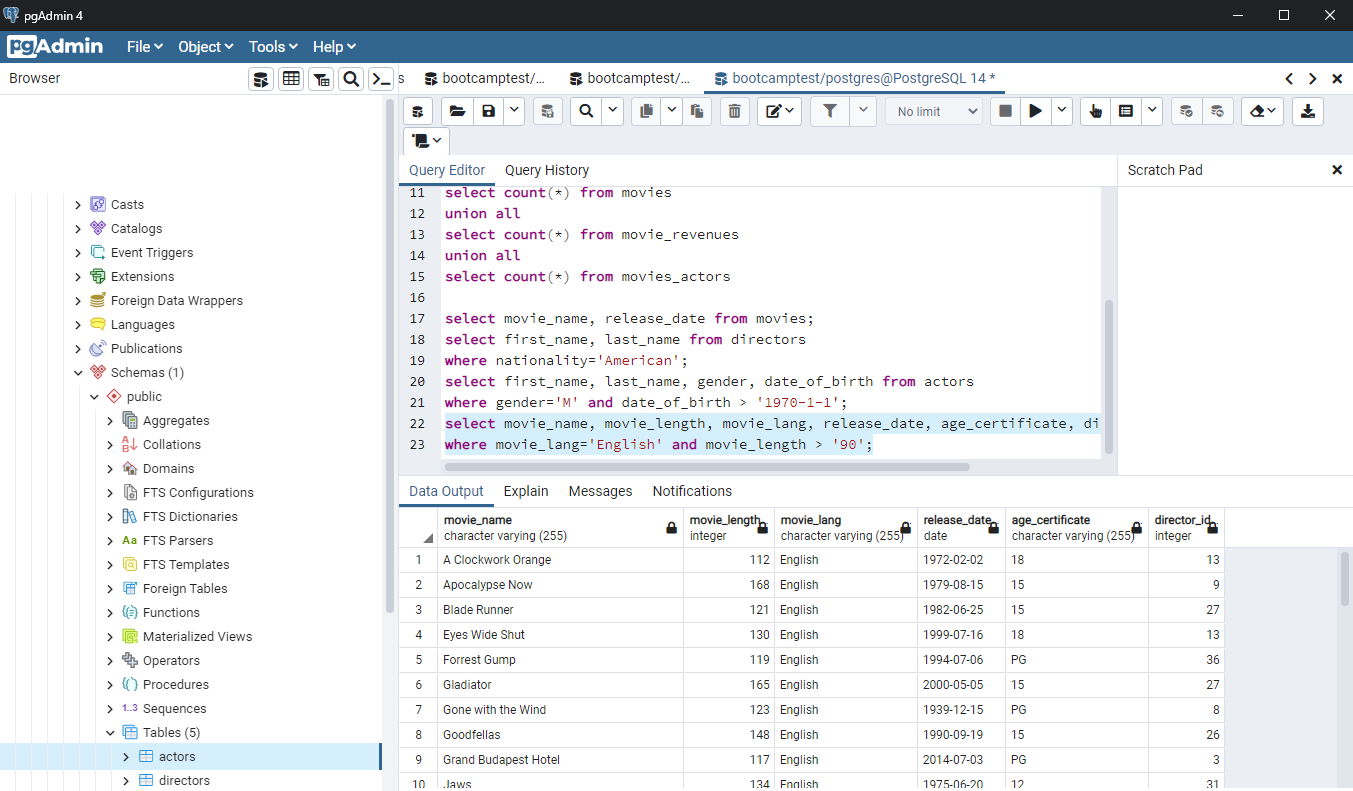 pgAdmin 4
pgAdmin File Object Tools Help
Browser
s bootcamptest/... bootcamptest/... bootcamptest/postgres@PostgreSQL 14 *
No limit
Casts
Catalogs
Event Triggers
Extensions
Foreign Data Wrappers
Languages
Publications
Schemas (1)
public
Aggregates
Collations
Domains
FTS Configurations
FTS Dictionaries
Aa FTS Parsers
FTS Templates
Foreign Tables
Functions
Materialized Views
Operators
Procedures
1..3 Sequences
Tables (5)
actors
directors
Query Editor Query History
Scratch Pad
11 select count(*) from movies
12 union all
13 select count(*) from movie_revenues
14 union all
15 select count(*) from movies_actors
16
17 select movie_name, release_date from movies;
18 select first_name, last_name from directors
19 where nationality='American';
20 select first_name, last_name, gender, date_of_birth from actors
21 where gender='M' and date_of_birth > '1970-1-1';
22 select movie_name, movie_length, movie_lang, release_date, age_certificate, di
23 where movie_lang='English' and movie_length > '90';
Data Output Explain Messages Notifications
movie_name movie_length movie_lang release_date age_certificate director_id
character varying (255) integer character varying (255) date character varying (255) integer
1 A Clockwork Orange 112 English 1972-02-02 18 13
2 Apocalypse Now 168 English 1979-08-15 15 9
3 Blade Runner 121 English 1982-06-25 15 27
4 Eyes Wide Shut 130 English 1999-07-16 18 13
5 Forrest Gump 119 English 1994-07-06 PG 36
6 Gladiator 165 English 2000-05-05 15 27
7 Gone with the Wind 123 English 1939-12-15 PG 8
8 Goodfellas 148 English 1990-09-19 15 26
9 Grand Budapest Hotel 117 English 2014-07-03 PG 3
10 Jaws 134 English 1975-06-20 12 31